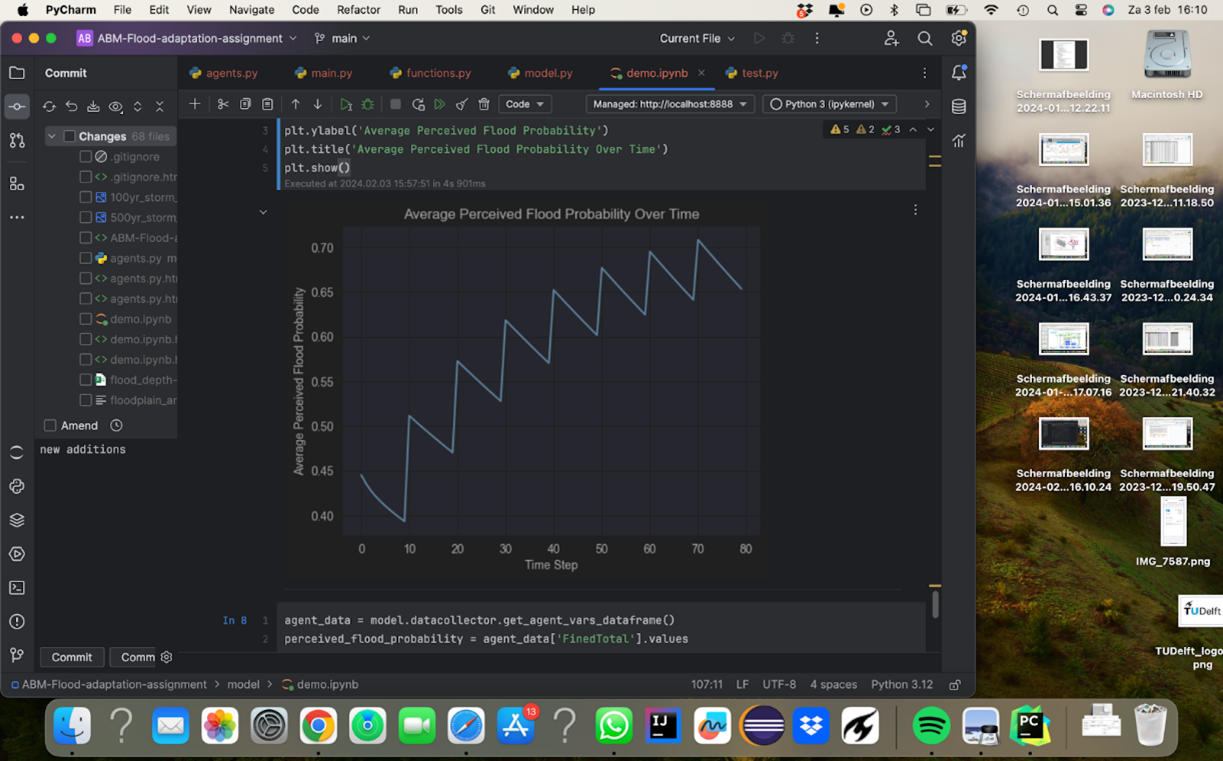 PyCharm File Edit View Navigate Code Refactor Run Tools Git Window Help Za 3 feb 16:10
AB ABM-Flood-adaptation-assignment main Current File
Commit
agents.py main.py functions.py model.py demo.ipynb test.py
Code Managed: http://localhost:8888 Python 3 (ipykernel)
Changes 68 files
.gitignore
.gitignore.htm
100yr_storm_
500yr_storm_
ABM-Flood-a
agents.py m
agents.py.htm
agents.py.htm
demo.ipynb
demo.ipynb.
demo.ipynb.h
flood_depth-
floodplain_ar
Amend
new additions
Commit Comm
3 plt.ylabel('Average Perceived Flood Probability')
4 plt.title('Average Perceived Flood Probability Over Time')
5 plt.show()
5 2 3
Executed at 2024.02.03 15:57:51 in 4s 901ms
Average Perceived Flood Probability Over Time
Average Perceived Flood Probability
0.70
0.65
0.60
0.55
0.50
0.45
0.40
0 10 20 30 40 50 60 70 80
Time Step
In 8 1 agent_data = model.datacollector.get_agent_vars_dataframe()
2 perceived_flood_probability = agent_data['FinedTotal'].values
ABM-Flood-adaptation-assignment > model > demo.ipynb
107:11 LF UTF-8 4 spaces Python 3.12
Schermafbeelding
2024-01...12.22.11
Macintosh HD
Schermafbeelding
2024-01...15.01.36
Schermafbeelding
2023-12...11.18.50
Schermafbeelding
2024-01...16.43.37
Schermafbeelding
2023-12...0.24.34
Schermafbeelding
2024-01-...17.07.16
Schermafbeelding
2023-12...21.40.32
Schermafbeelding
2024-02...16.10.24
Schermafbeelding
2023-12...19.50.47
IMG_7587.png
TUDelft
TUDelft_logo
png
13
IJ
PC